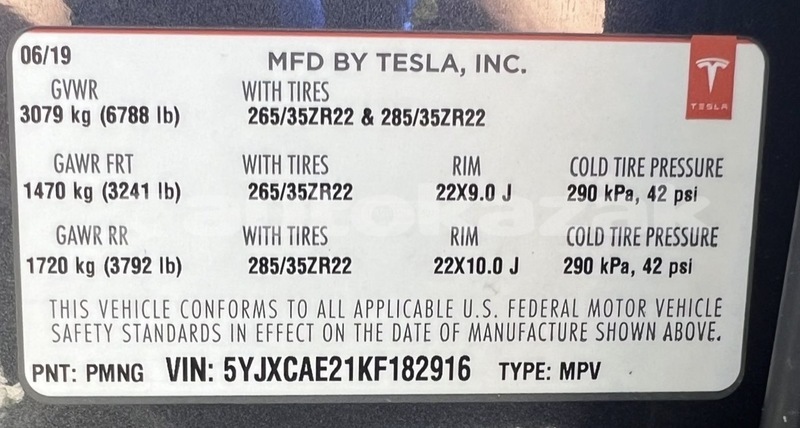 06/19
MFD BY TESLA, INC.
TESLA
GVWR WITH TIRES
3079 kg (6788 lb) 265/35ZR22 & 285/35ZR22
GAWR FRT WITH TIRES RIM COLD TIRE PRESSURE
1470 kg (3241 lb) 265/35ZR22 22X9.0 J 290 kPa, 42 psi
GAWR RR WITH TIRES RIM COLD TIRE PRESSURE
1720 kg (3792 lb) 285/35ZR22 22X10.0 J 290 kPa, 42 psi
autokazak
THIS VEHICLE CONFORMS TO ALL APPLICABLE U.S. FEDERAL MOTOR VEHICLE
SAFETY STANDARDS IN EFFECT ON THE DATE OF MANUFACTURE SHOWN ABOVE.
PNT: PMNG VIN: 5YJXCAE21KF182916 TYPE: MPV